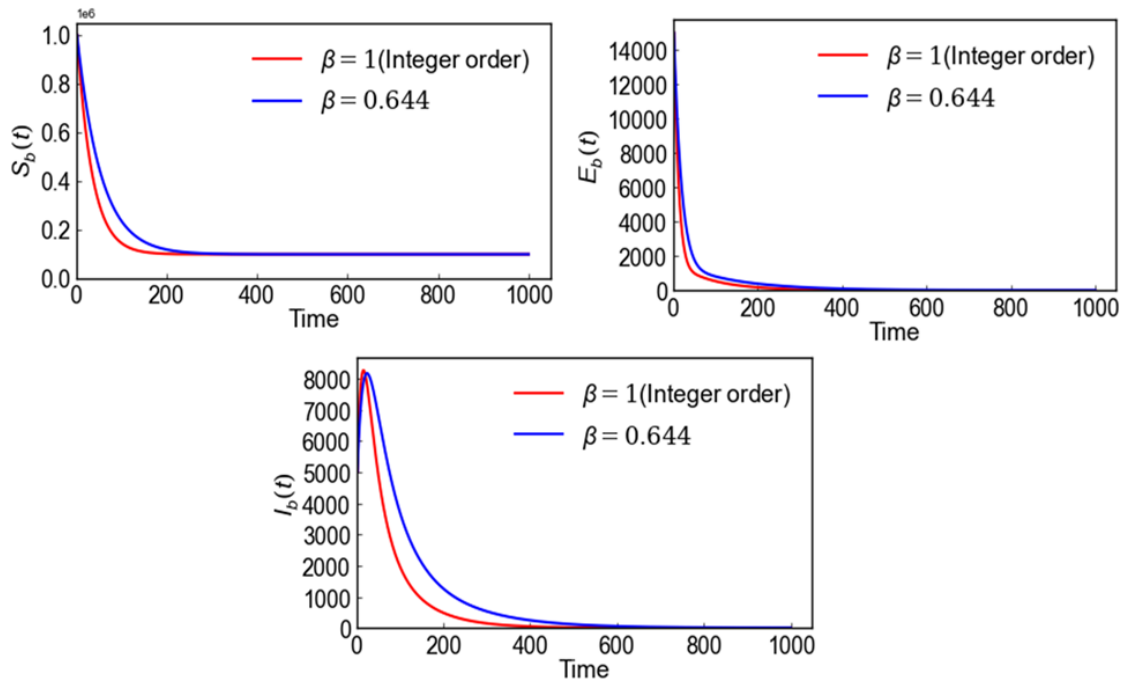 1e6
1.0
0.8
0.6
0.4
0.2
0.0
S_b(t)
β = 1(Integer order)
β = 0.644
0 200 400 600 800 1000
Time
14000
12000
10000
8000
6000
4000
2000
0
E_b(t)
β = 1(Integer order)
β = 0.644
0 200 400 600 800 1000
Time
8000
7000
6000
5000
4000
3000
2000
1000
0
I_b(t)
β = 1(Integer order)
β = 0.644
0 200 400 600 800 1000
Time